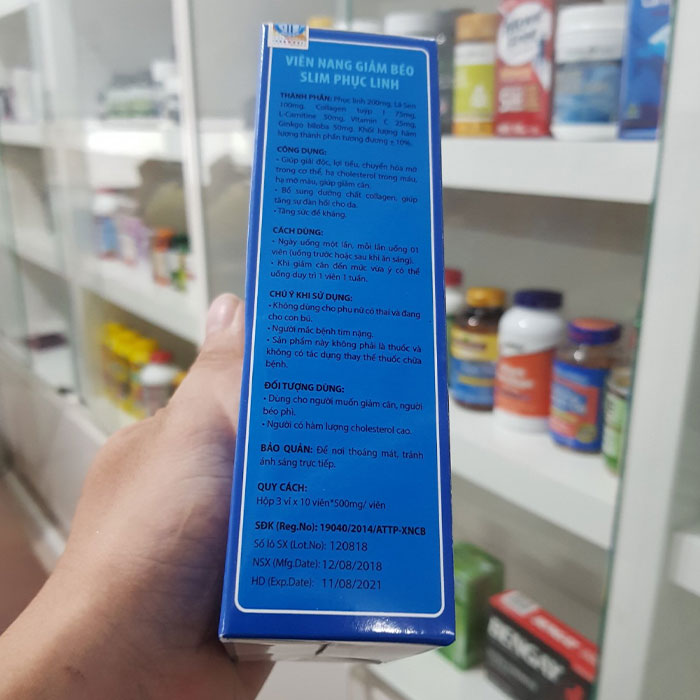 VIÊN NANG GIẢM BÉO
SLIM PHỤC LINH
THÀNH PHẦN: Phục linh 200mg, Lá Sen
100mg, Collagen tuýp I 75mg,
L-Carnitine 50mg, Vitamin C 25mg,
Ginkgo biloba 50mg. Khối lượng hàm
lượng thành phần tương đương ± 10%.
CÔNG DỤNG:
• Giúp giải độc, lợi tiểu, chuyển hóa mỡ
trong cơ thể, hạ cholesterol trong máu,
hạ mỡ máu, giúp giảm cân.
• Bổ sung dưỡng chất collagen, giúp
tăng sự đàn hồi cho da.
• Tăng sức đề kháng.
CÁCH DÙNG:
• Ngày uống một lần, mỗi lần uống 01
viên (uống trước hoặc sau khi ăn sáng).
• Khi giảm cân đến mức vừa ý có thể
uống duy trì 1 viên 1 tuần.
CHÚ Ý KHI SỬ DỤNG:
• Không dùng cho phụ nữ có thai và đang
cho con bú.
• Người mắc bệnh tim nặng.
• Sản phẩm này không phải là thuốc và
không có tác dụng thay thế thuốc chữa
bệnh.
ĐỐI TƯỢNG DÙNG:
• Dùng cho người muốn giảm cân, người
béo phì.
• Người có hàm lượng cholesterol cao.
BẢO QUẢN: Để nơi thoáng mát, tránh
ánh sáng trực tiếp.
QUY CÁCH:
Hộp 3 vỉ x 10 viên*500mg/ viên
SĐK (Reg.No): 19040/2014/ATTP-XNCB
Số lô SX (Lot.No): 120818
NSX (Mfg.Date): 12/08/2018
HD (Exp.Date): 11/08/2021
BENGAY